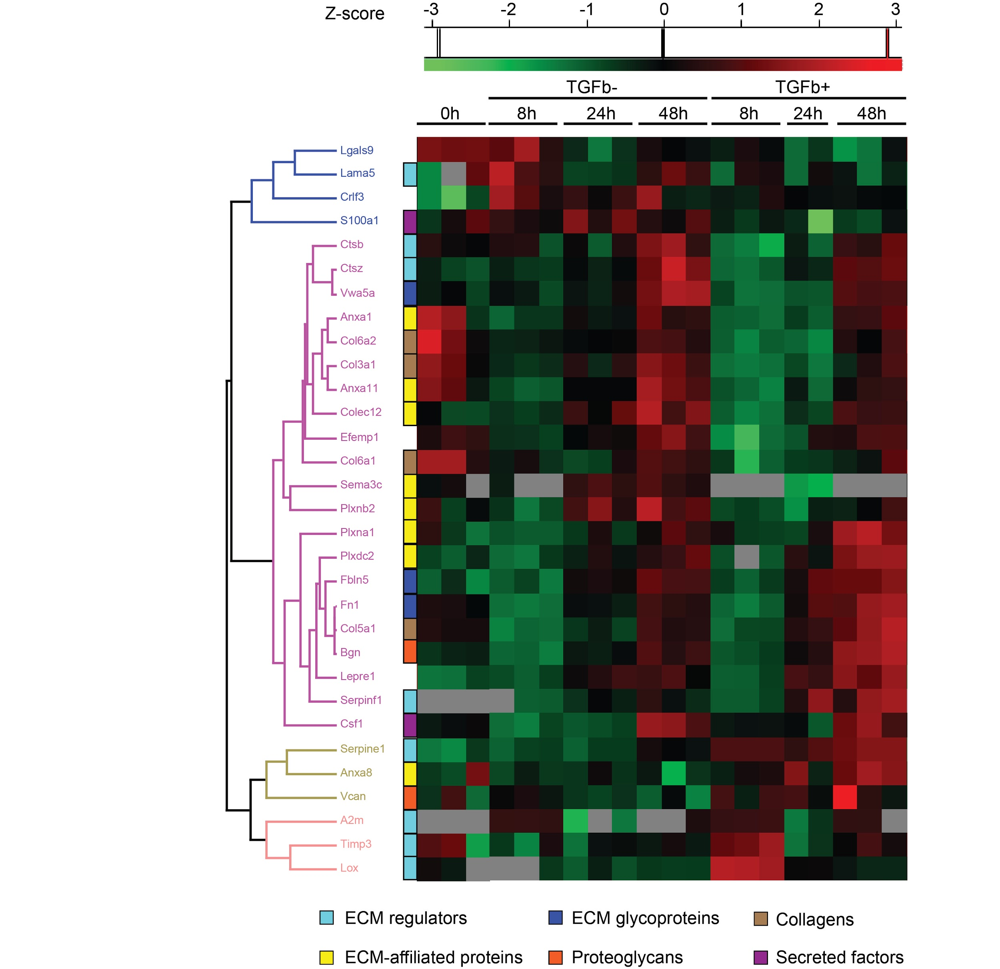 Z-score -3 -2 -1 0 1 2 3
TGFb- TGFb+
0h 8h 24h 48h 8h 24h 48h
Lgals9
Lama5
Crlf3
S100a1
Ctsb
Ctsz
Vwa5a
Anxa1
Col6a2
Col3a1
Anxa11
Colec12
Efemp1
Col6a1
Sema3c
Plxnb2
Plxna1
Plxdc2
Fbln5
Fn1
Col5a1
Bgn
Lepre1
Serpinf1
Csf1
Serpine1
Anxa8
Vcan
A2m
Timp3
Lox
ECM regulators ECM glycoproteins Collagens
ECM-affiliated proteins Proteoglycans Secreted factors